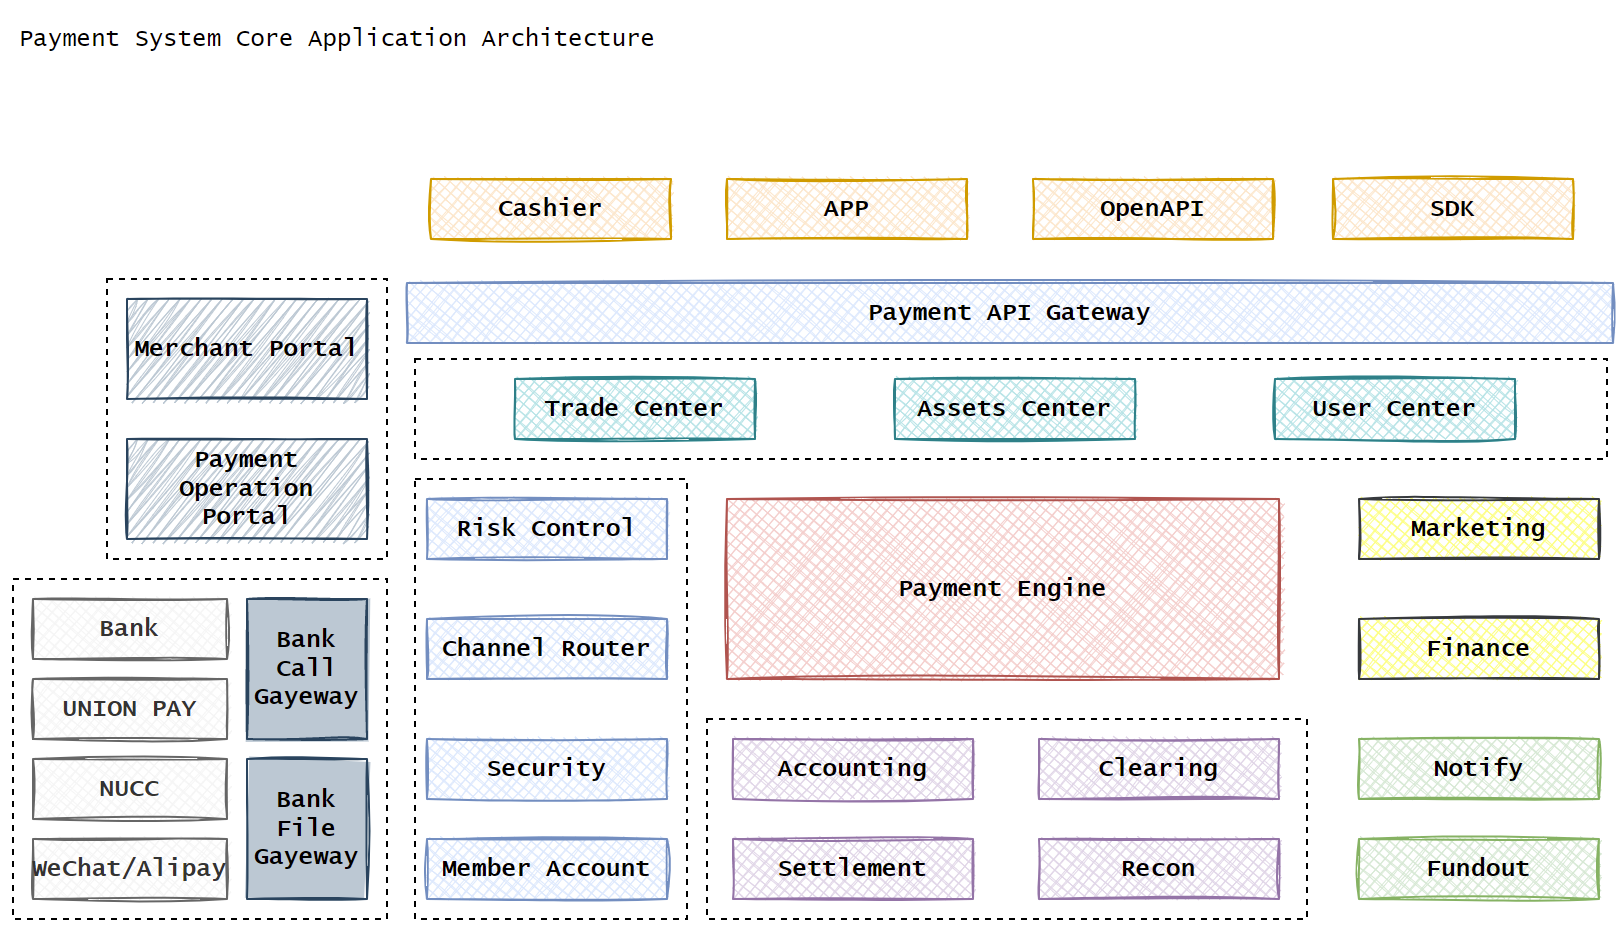 Payment System Core Application Architecture
Cashier
APP
OpenAPI
SDK
Payment API Gateway
Merchant Portal
Trade Center
Assets Center
User Center
Payment
Operation
Portal
Risk Control
Payment Engine
Marketing
Channel Router
Finance
Bank
UNION PAY
NUCC
WeChat/Alipay
Bank
Call
Gayeway
Bank
File
Gayeway
Security
Member Account
Accounting
Clearing
Settlement
Recon
Notify
Fundout